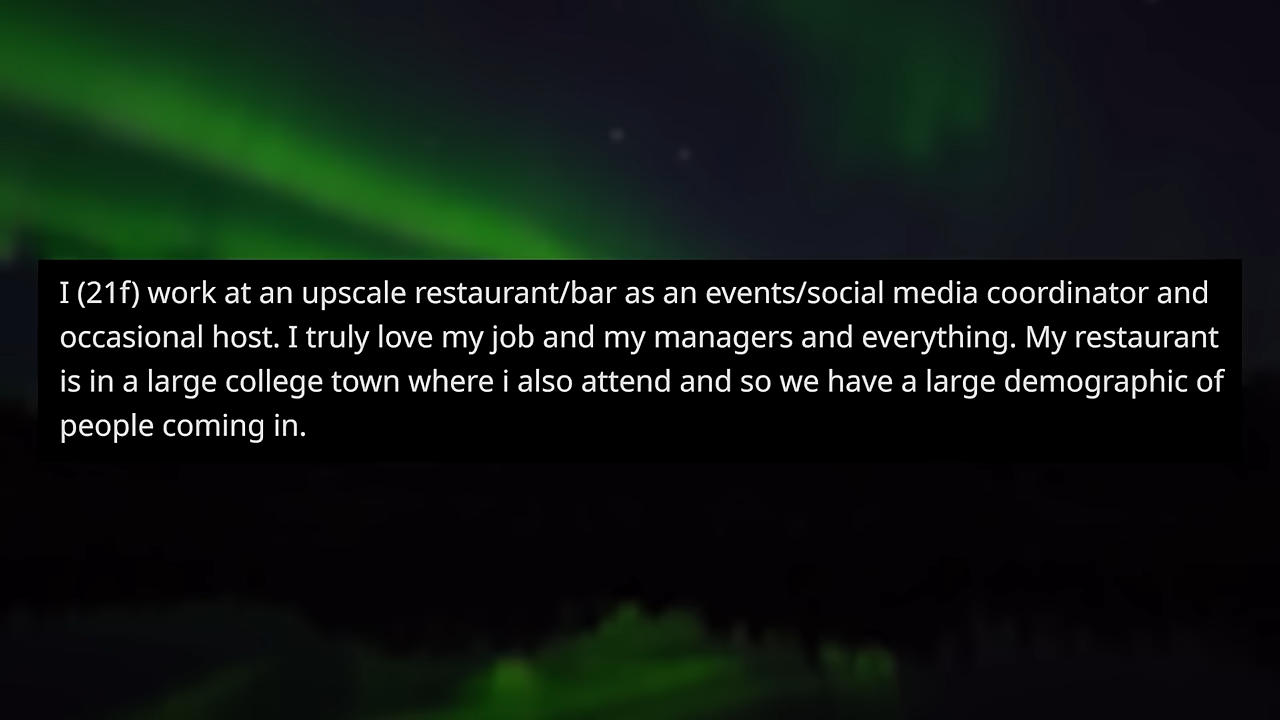 I (21f) work at an upscale restaurant/bar as an events/social media coordinator and
occasional host. I truly love my job and my managers and everything. My restaurant
is in a large college town where i also attend and so we have a large demographic of
people coming in.